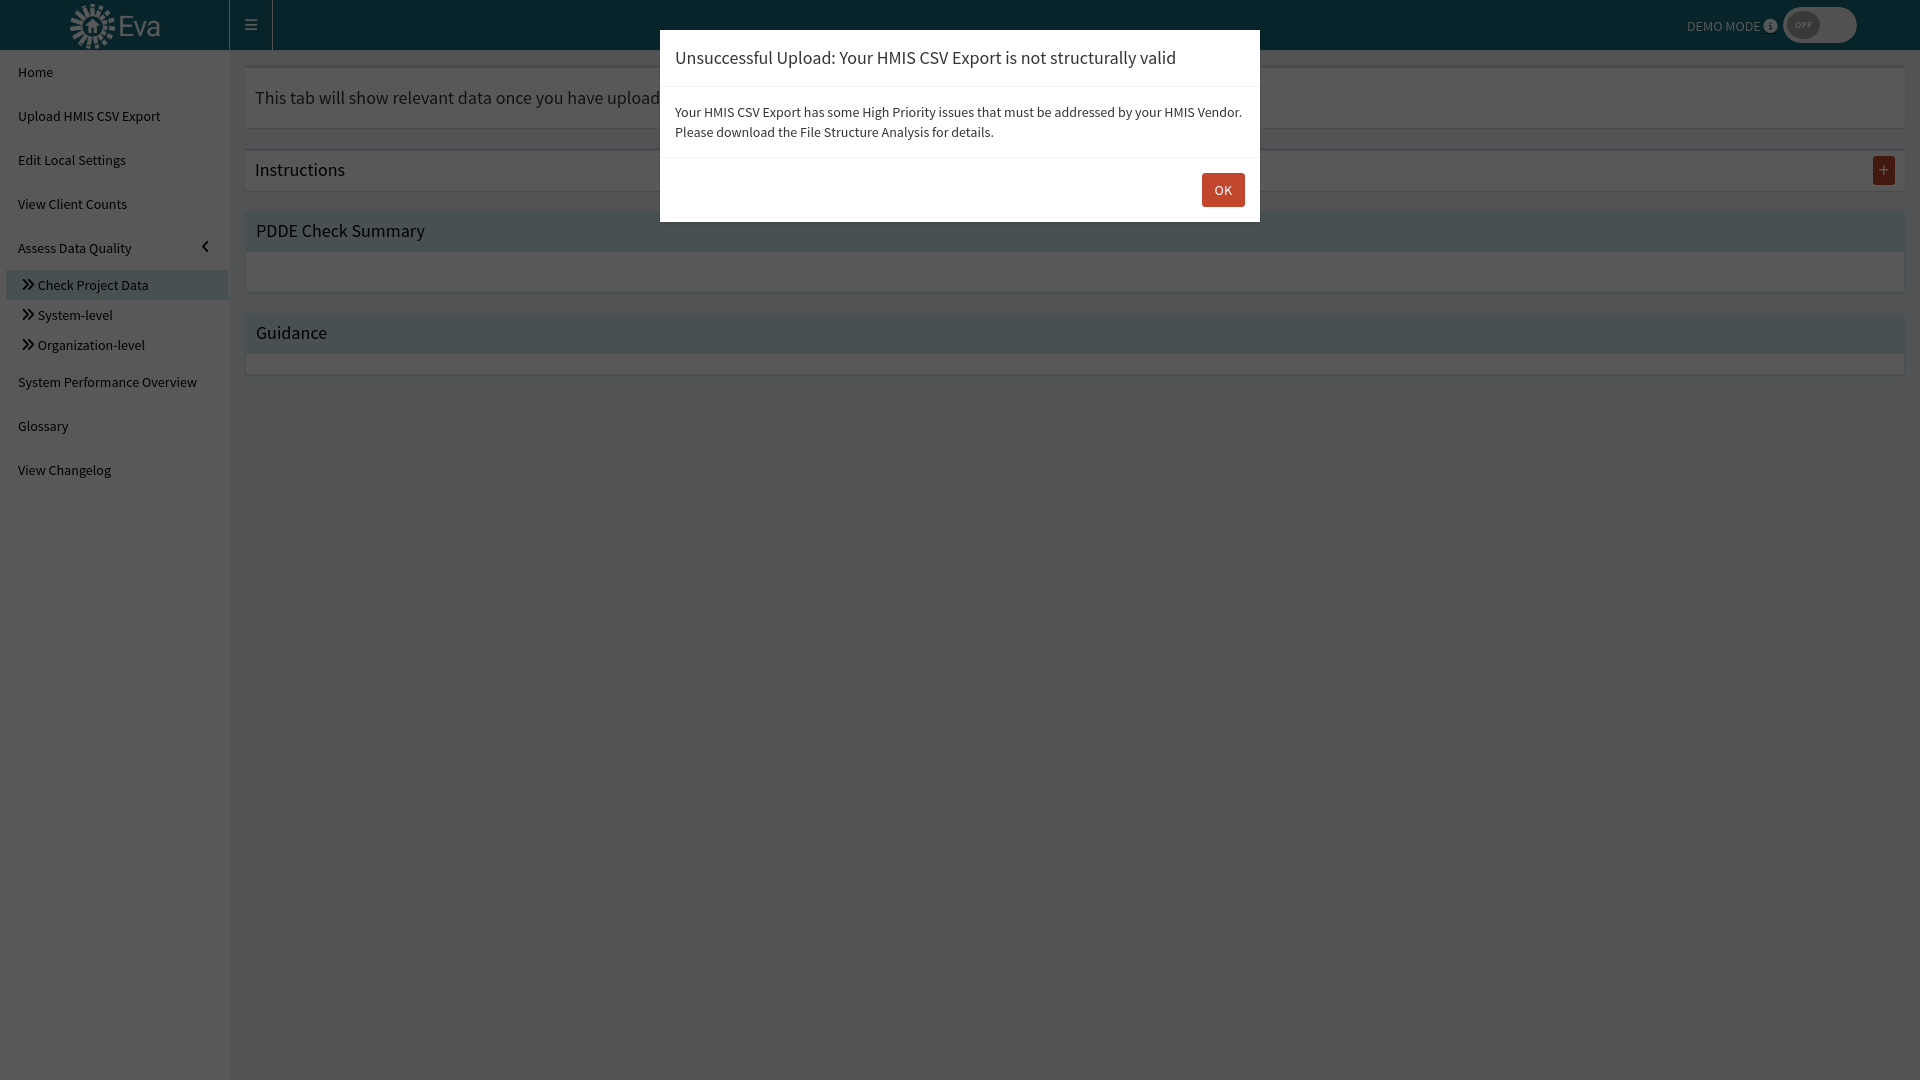 Eva
DEMO MODE
OFF
Unsuccessful Upload: Your HMIS CSV Export is not structurally valid
Your HMIS CSV Export has some High Priority issues that must be addressed by your HMIS Vendor.
Please download the File Structure Analysis for details.
OK
Home
Upload HMIS CSV Export
Edit Local Settings
View Client Counts
Assess Data Quality
Check Project Data
System-level
Organization-level
System Performance Overview
Glossary
View Changelog
This tab will show relevant data once you have upload
Instructions
+
PDDE Check Summary
Guidance